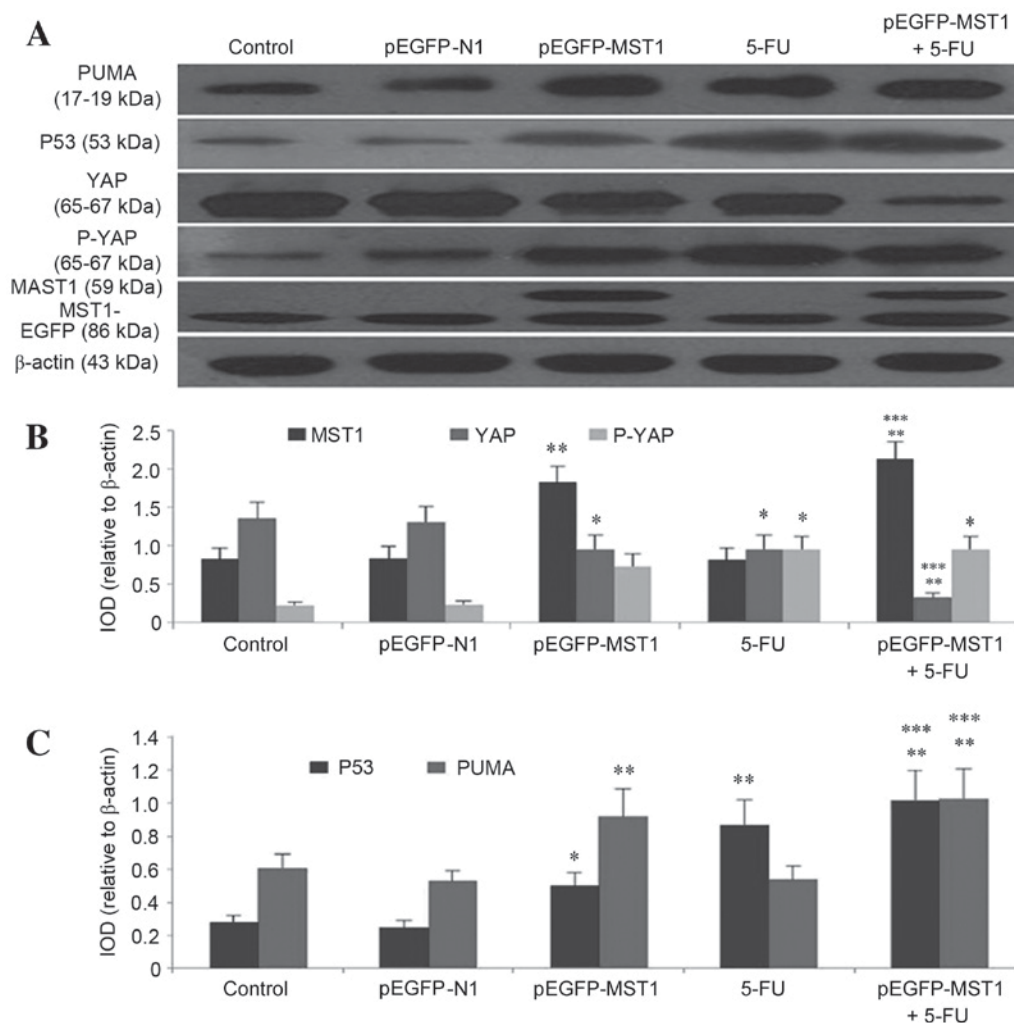 A
Control pEGFP-N1 pEGFP-MST1 5-FU pEGFP-MST1
+ 5-FU
PUMA
(17-19 kDa)
P53 (53 kDa)
YAP
(65-67 kDa)
P-YAP
(65-67 kDa)
MAST1 (59 kDa)
MST1-
EGFP (86 kDa)
β-actin (43 kDa)
B
IOD (relative to β-actin)
2.5
2.0
1.5
1.0
0.5
0
MST1 YAP P-YAP
** * * * *** ** *** ** *
Control pEGFP-N1 pEGFP-MST1 5-FU pEGFP-MST1
+ 5-FU
C
IOD (relative to β-actin)
1.4
1.2
1.0
0.8
0.6
0.4
0.2
0
P53 PUMA
* ** ** *** ** *** **
Control pEGFP-N1 pEGFP-MST1 5-FU pEGFP-MST1
+ 5-FU